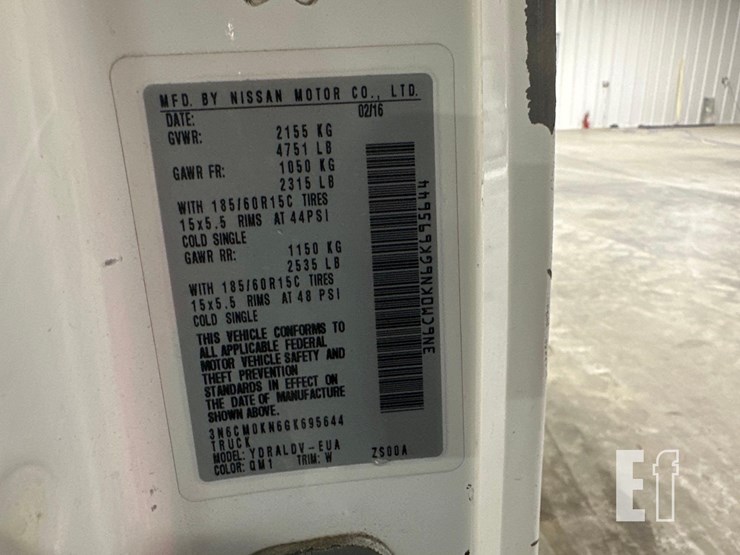 MFD. BY NISSAN MOTOR CO., LTD.
DATE: 02/16
GVWR: 2155 KG
4751 LB
GAWR FR: 1050 KG
2315 LB
WITH 185/60R15C TIRES
15x5.5 RIMS AT 44PSI
COLD SINGLE
GAWR RR: 1150 KG
2535 LB
WITH 185/60R15C TIRES
15x5.5 RIMS AT 48 PSI
COLD SINGLE
THIS VEHICLE CONFORMS TO
ALL APPLICABLE FEDERAL
MOTOR VEHICLE SAFETY AND
THEFT PREVENTION
STANDARDS IN EFFECT ON
THE DATE OF MANUFACTURE
SHOWN ABOVE.
3N6CM0KN6GK695644
TRUCK
MODEL: YDRALDV-EUA
COLOR: QM1 TRIM: W ZS00A
3N6CM0KN6GK695644
Ef